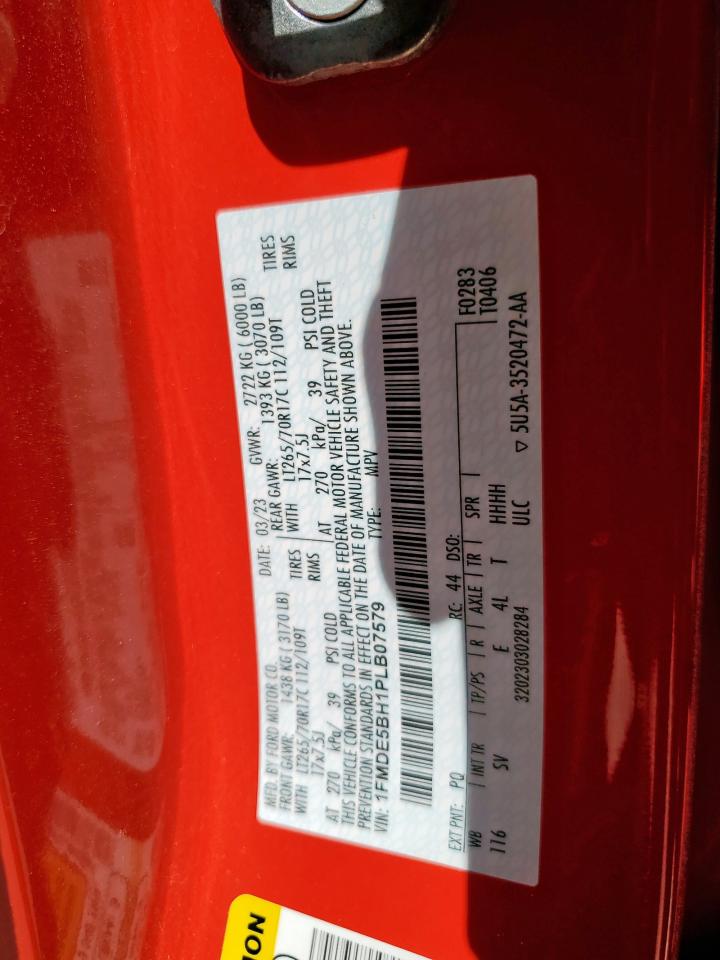 MFD. BY FORD MOTOR CO.
DATE: 03/23 GVWR: 2722 KG ( 6000 LB)
FRONT GAWR: 1438 KG ( 3170 LB) REAR GAWR: 1393 KG ( 3070 LB)
WITH LT265/70R17C 112/109T TIRES WITH LT265/70R17C 112/109T TIRES
17x7.5J RIMS 17x7.5J RIMS
AT 270 kPa/ 39 PSI COLD AT 270 kPa/ 39 PSI COLD
THIS VEHICLE CONFORMS TO ALL APPLICABLE FEDERAL MOTOR VEHICLE SAFETY AND THEFT
PREVENTION STANDARDS IN EFFECT ON THE DATE OF MANUFACTURE SHOWN ABOVE.
VIN: 1FMDE5BH1PLB07579 TYPE: MPV
EXT PNT: PQ RC: 44 DSO: F0283
WB INT TR TP/PS R AXLE TR SPR T0406
116 SV E 4L T HHHH
3202303028284 ULC ▽ 5U5A-3520472-AA